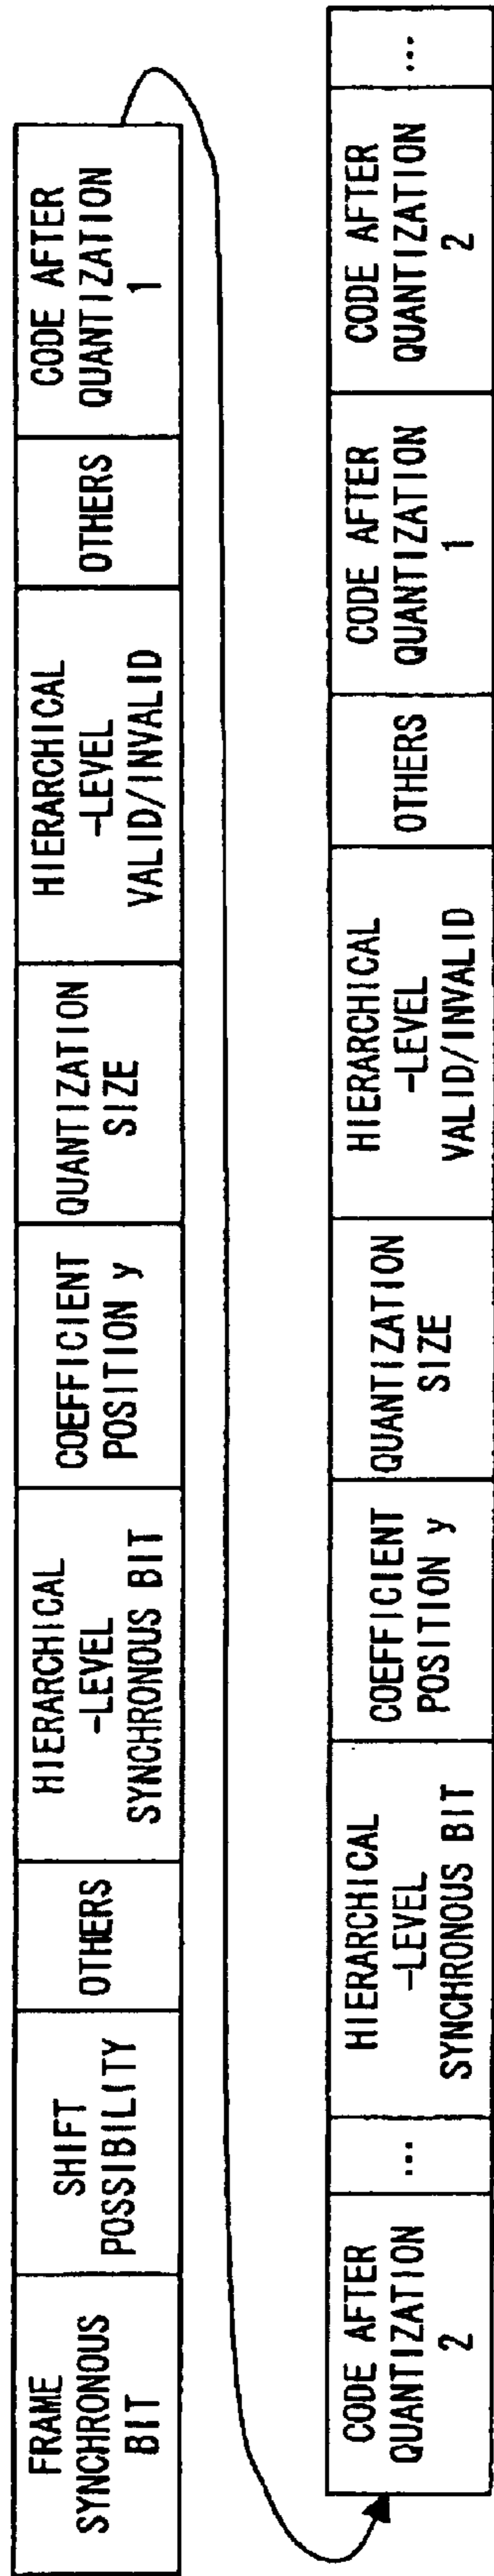 FRAME
SYNCHRONOUS
BIT
SHIFT
POSSIBILITY
OTHERS
HIERARCHICAL
-LEVEL
SYNCHRONOUS BIT
COEFFICIENT
POSITION y
QUANTIZATION
SIZE
HIERARCHICAL
-LEVEL
VALID/INVALID
OTHERS
CODE AFTER
QUANTIZATION
1
CODE AFTER
QUANTIZATION
2
...
HIERARCHICAL
-LEVEL
SYNCHRONOUS BIT
COEFFICIENT
POSITION y
QUANTIZATION
SIZE
HIERARCHICAL
-LEVEL
VALID/INVALID
OTHERS
CODE AFTER
QUANTIZATION
1
CODE AFTER
QUANTIZATION
2
...